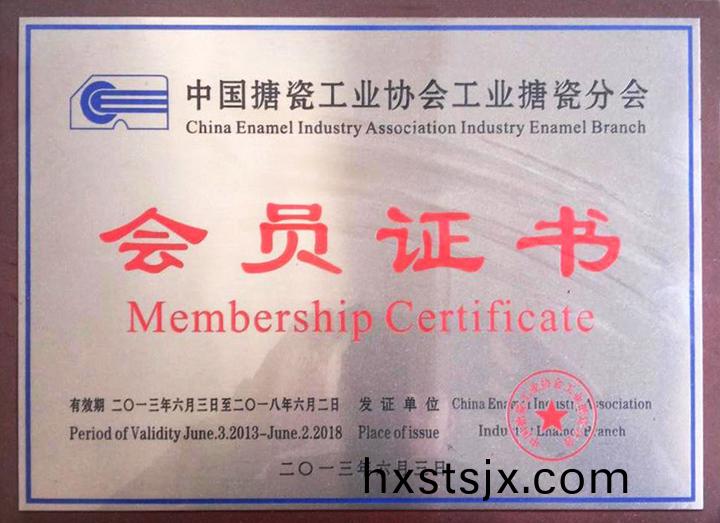 中国搪瓷工业协会工业搪瓷分会
China Enamel Industry Association Industry Enamel Branch
会员证书
Membership Certificate
有效期 二〇一三年六月三日至二〇一八年六月二日 发证单位 China Enamel Industry Association
Period of Validity June.3.2013-June.2.2018 Place of issue Industry Enamel Branch
二〇一三年六月三日
hxstsjx.com